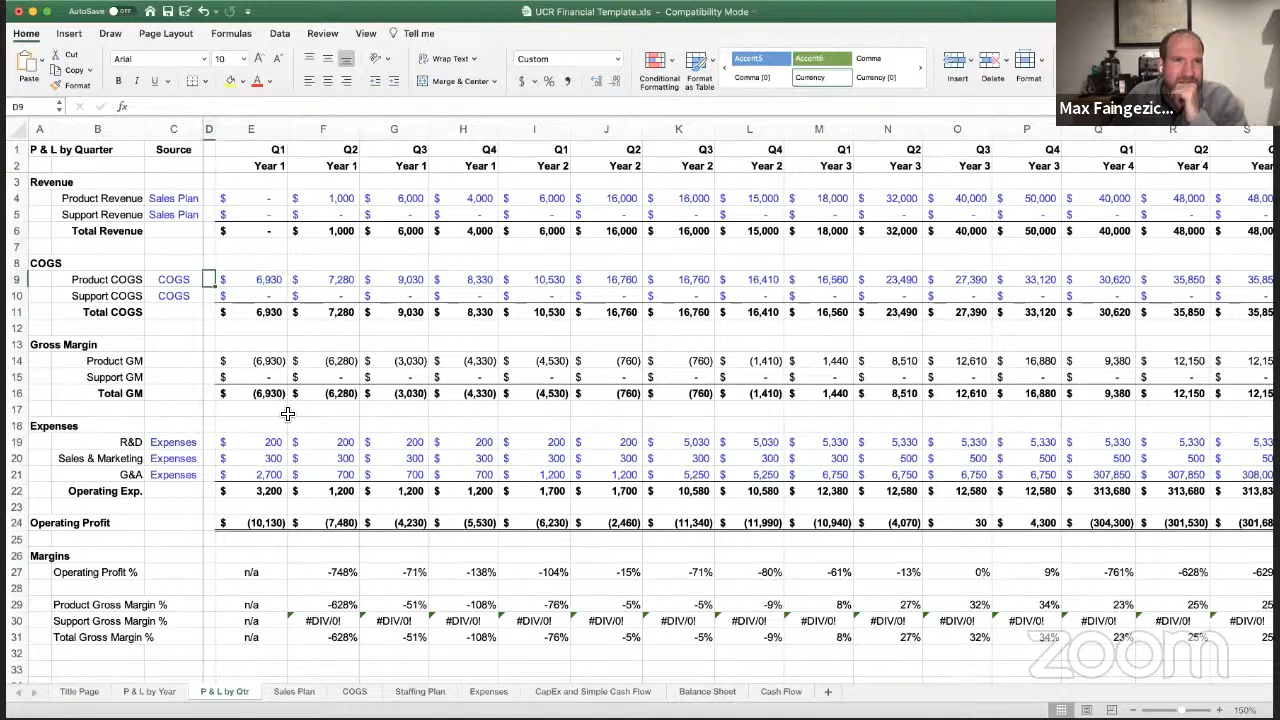 AutoSave OFF UCR Financial Template.xls - Compatibility Mode
Home Insert Draw Page Layout Formulas Data Review View Tell me
Paste Cut Copy Format
Arial 10 Wrap Text Custom Accent5 Accent6 Comma
B I U Merge & Center $ % Conditional Formatting Format as Table Comma [0] Currency Currency [0] Insert Delete Format
Max Faingezic...
D9 fx
A B C D E F G H I J K L M N O P Q R S
1 P & L by Quarter Source Q1 Q2 Q3 Q4 Q1 Q2 Q3 Q4 Q1 Q2 Q3 Q4 Q1 Q2
2 Year 1 Year 1 Year 1 Year 1 Year 2 Year 2 Year 2 Year 2 Year 3 Year 3 Year 3 Year 3 Year 4 Year 4 Year
3 Revenue
4 Product Revenue Sales Plan $ - $ 1,000 $ 6,000 $ 4,000 $ 6,000 $ 16,000 $ 16,000 $ 15,000 $ 18,000 $ 32,000 $ 40,000 $ 50,000 $ 48,000 $ 48,000 $ 48,00
5 Support Revenue Sales Plan $ - $ - $ - $ - $ - $ - $ - $ - $ - $ - $ - $ - $ - $ - $ -
6 Total Revenue $ - $ 1,000 $ 6,000 $ 4,000 $ 6,000 $ 16,000 $ 16,000 $ 15,000 $ 18,000 $ 32,000 $ 40,000 $ 50,000 $ 48,000 $ 48,000 $ 48,00
7
8 COGS
9 Product COGS COGS $ 6,930 $ 7,280 $ 9,030 $ 8,330 $ 10,530 $ 16,760 $ 16,760 $ 16,410 $ 16,560 $ 23,490 $ 27,390 $ 33,120 $ 30,620 $ 35,850 $ 35,85
10 Support COGS COGS $ - $ - $ - $ - $ - $ - $ - $ - $ - $ - $ - $ - $ - $ - $ -
11 Total COGS $ 6,930 $ 7,280 $ 9,030 $ 8,330 $ 10,530 $ 16,760 $ 16,760 $ 16,410 $ 16,560 $ 23,490 $ 27,390 $ 33,120 $ 30,620 $ 35,850 $ 35,85
12
13 Gross Margin
14 Product GM $ (6,930) $ (6,280) $ (3,030) $ (4,330) $ (4,530) $ (760) $ (760) $ (1,410) $ 1,440 $ 8,510 $ 12,610 $ 16,880 $ 9,380 $ 12,150 $ 12,15
15 Support GM $ - $ - $ - $ - $ - $ - $ - $ - $ - $ - $ - $ - $ - $ - $ -
16 Total GM $ (6,930) $ (6,280) $ (3,030) $ (4,330) $ (4,530) $ (760) $ (760) $ (1,410) $ 1,440 $ 8,510 $ 12,610 $ 16,880 $ 9,380 $ 12,150 $ 12,15
17
18 Expenses
19 R&D Expenses $ 200 $ 200 $ 200 $ 200 $ 200 $ 200 $ 5,030 $ 5,030 $ 5,330 $ 5,330 $ 5,330 $ 5,330 $ 5,330 $ 5,330 $ 5,33
20 Sales & Marketing Expenses $ 300 $ 300 $ 300 $ 300 $ 300 $ 300 $ 300 $ 300 $ 300 $ 500 $ 500 $ 500 $ 500 $ 500 $ 50
21 G&A Expenses $ 2,700 $ 700 $ 700 $ 700 $ 1,200 $ 1,200 $ 5,250 $ 5,250 $ 6,750 $ 6,750 $ 6,750 $ 6,750 $ 307,850 $ 307,850 $ 308,00
22 Operating Exp. $ 3,200 $ 1,200 $ 1,200 $ 1,200 $ 1,700 $ 1,700 $ 10,580 $ 10,580 $ 12,380 $ 12,580 $ 12,580 $ 12,580 $ 313,680 $ 313,680 $ 313,83
23
24 Operating Profit $ (10,130) $ (7,480) $ (4,230) $ (5,530) $ (6,230) $ (2,460) $ (11,340) $ (11,990) $ (10,940) $ (4,070) $ 30 $ 4,300 $ (304,300) $ (301,530) $ (301,68
25
26 Margins
27 Operating Profit % n/a -748% -71% -138% -104% -15% -71% -80% -61% -13% 0% 9% -761% -628% -629
28
29 Product Gross Margin % n/a -628% -51% -108% -76% -5% -5% -9% 8% 27% 32% 34% 23% 25% 25
30 Support Gross Margin % n/a #DIV/0! #DIV/0! #DIV/0! #DIV/0! #DIV/0! #DIV/0! #DIV/0! #DIV/0! #DIV/0! #DIV/0! #DIV/0! #DIV/0! #DIV/0! #DIV/0!
31 Total Gross Margin % n/a -628% -51% -108% -76% -5% -5% -9% 8% 27% 32% 34% 23% 25% 25
32
33
zoom
Title Page P & L by Year P & L by Qtr Sales Plan COGS Staffing Plan Expenses CapEx and Simple Cash Flow Balance Sheet Cash Flow +
150%